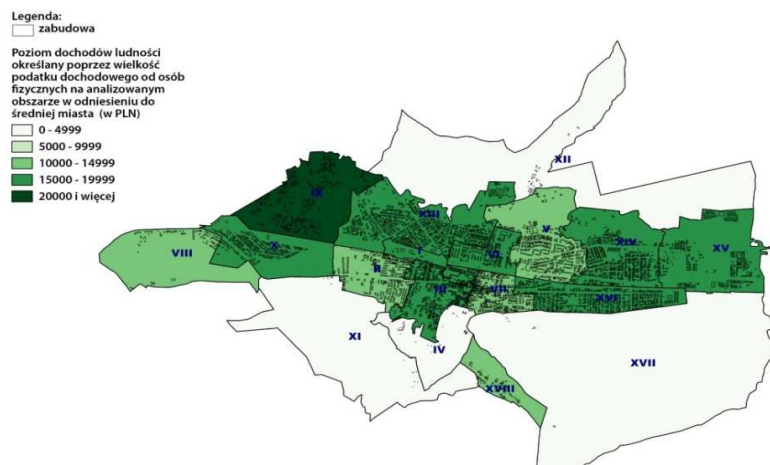 Legenda:
zabudowa
Poziom dochodów ludności
określany poprzez wielkość
podatku dochodowego od osób
fizycznych na analizowanym
obszarze w odniesieniu do
średniej miasta (w PLN)
0 - 4999
5000 - 9999
10000 - 14999
15000 - 19999
20000 i więcej
XII
IX
XIII
V
XIV
XV
VIII
X
I
VI
II
III
VII
XVI
XI
IV
XVII
XVIII